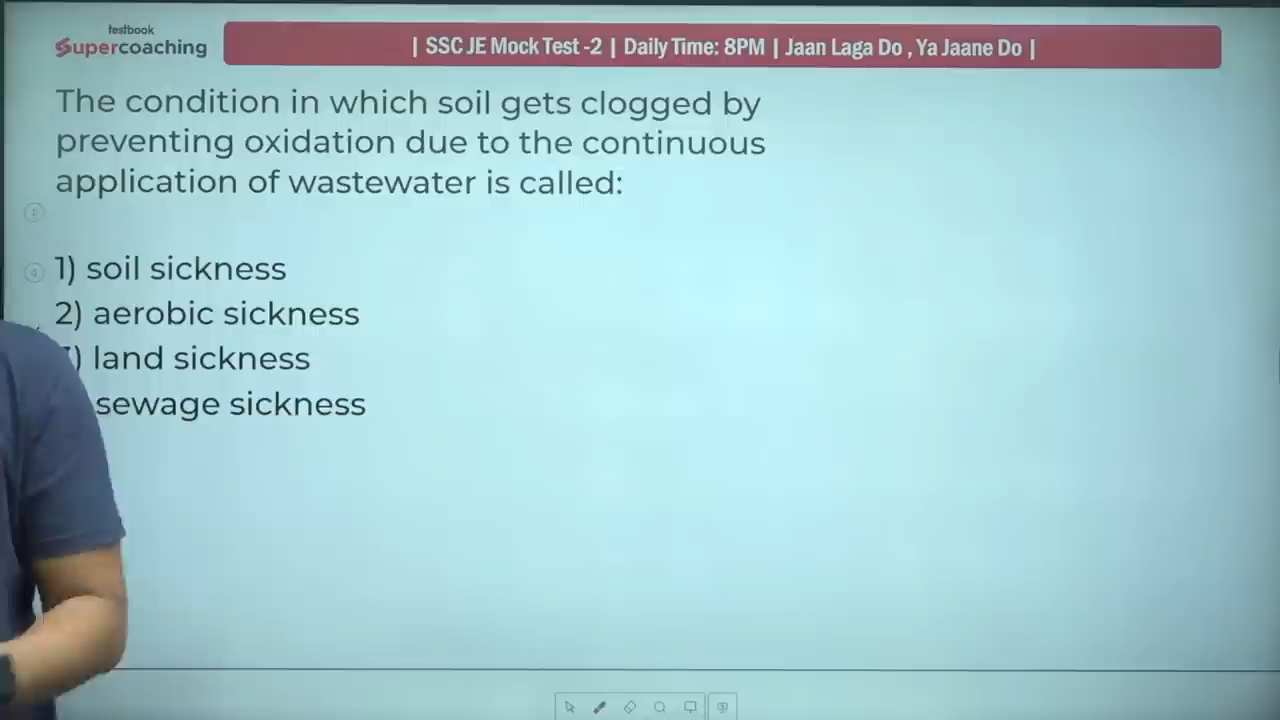 testbook
Supercoaching
| SSC JE Mock Test -2 | Daily Time: 8PM | Jaan Laga Do , Ya Jaane Do |
The condition in which soil gets clogged by
preventing oxidation due to the continuous
application of wastewater is called:
1) soil sickness
2) aerobic sickness
) land sickness
sewage sickness